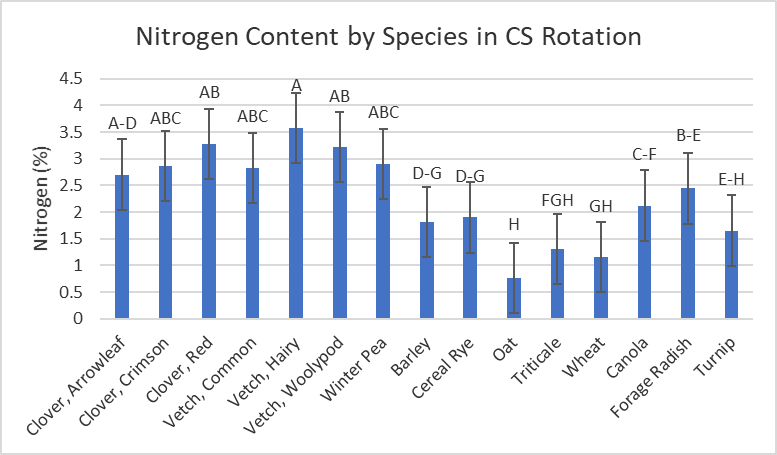 Nitrogen Content by Species in CS Rotation
Nitrogen (%)
4.5
4
3.5
3
2.5
2
1.5
1
0.5
0
A-D
ABC
AB
ABC
A
AB
ABC
D-G
D-G
H
FGH
GH
C-F
B-E
E-H
Clover, Arrowleaf
Clover, Crimson
Clover, Red
Vetch, Common
Vetch, Hairy
Vetch, Woolypod
Winter Pea
Barley
Cereal Rye
Oat
Triticale
Wheat
Canola
Forage Radish
Turnip